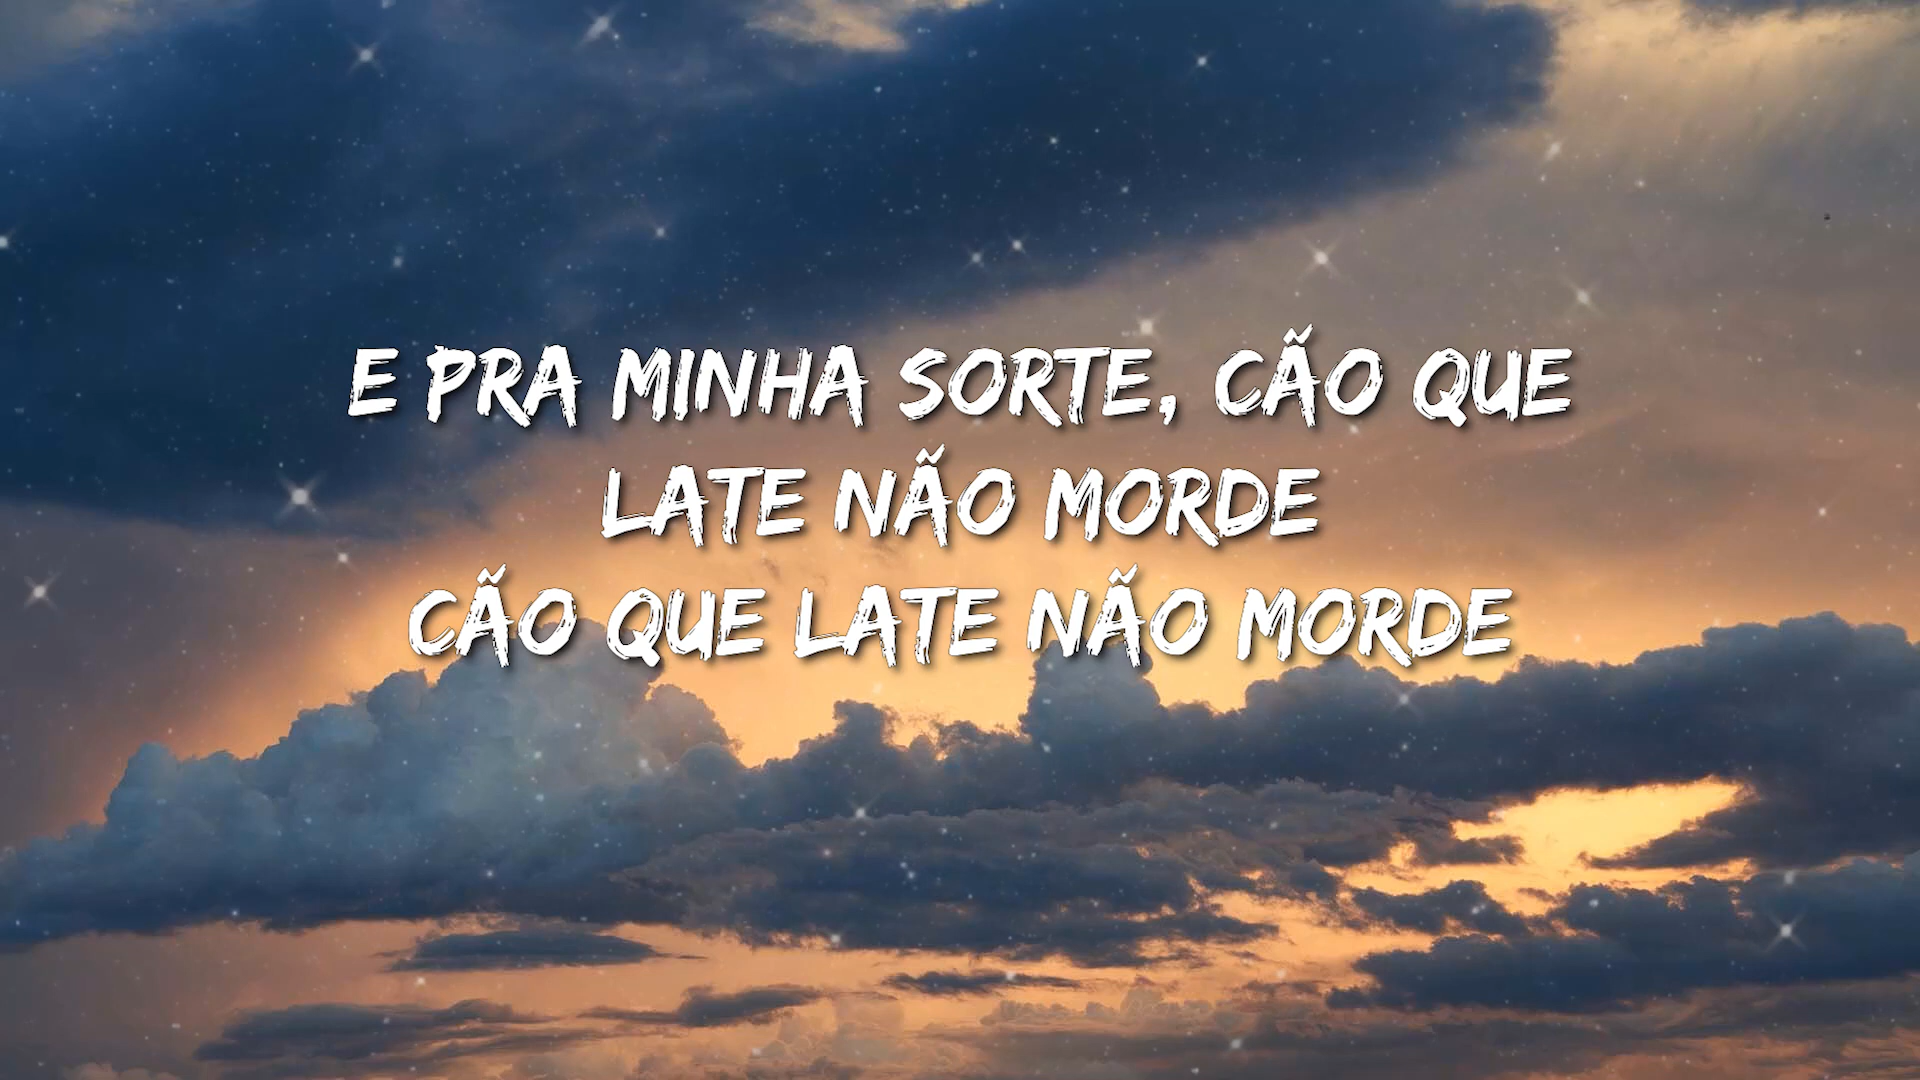 E PRA MINHA SORTE, CÃO QUE
LATE NÃO MORDE
CÃO QUE LATE NÃO MORDE